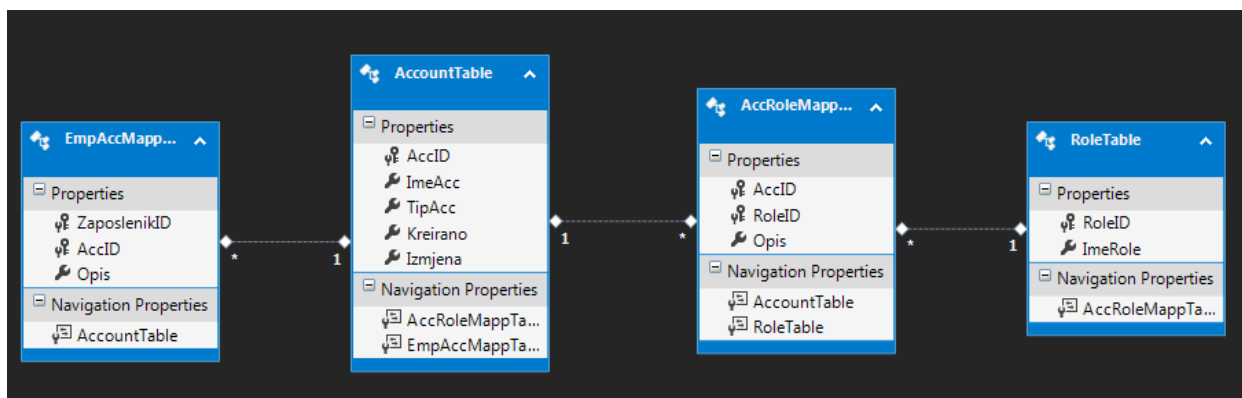 EmpAccMapp...
Properties
ZaposlenikID
AccID
Opis
Navigation Properties
AccountTable
*
1
AccountTable
Properties
AccID
ImeAcc
TipAcc
Kreirano
Izmjena
Navigation Properties
AccRoleMappTa...
EmpAccMappTa...
1
*
AccRoleMapp...
Properties
AccID
RoleID
Opis
Navigation Properties
AccountTable
RoleTable
*
1
RoleTable
Properties
RoleID
ImeRole
Navigation Properties
AccRoleMappTa...